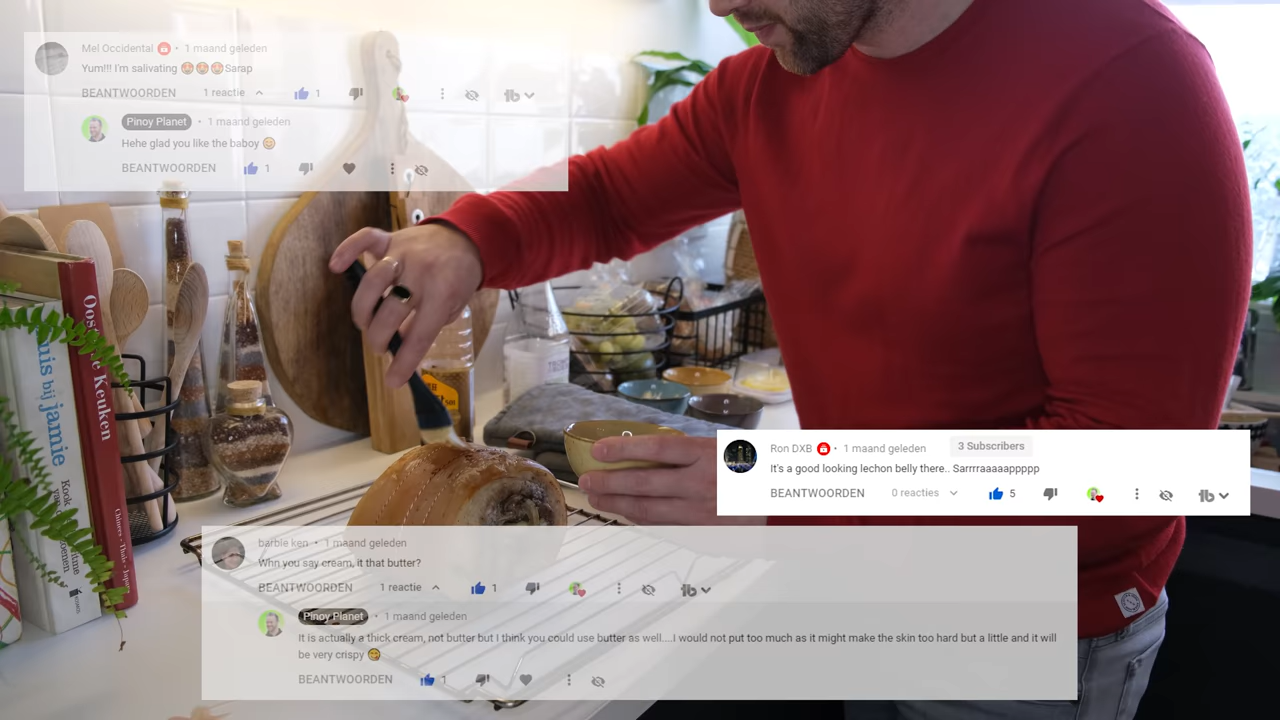 Mel Occidental • 1 maand geleden
Yum!!! I'm salivating 🥵🥵🥵Sarap
BEANTWOORDEN 1 reactie 1
Pinoy Planet • 1 maand geleden
Hehe glad you like the baboy 😊
BEANTWOORDEN 1
Oosterse Keuken
Chinees • Thais • Japans
Thuis bij Jamie
Ron DXB • 1 maand geleden 3 Subscribers
It's a good looking lechon belly there.. Sarrrraaaaappppp
BEANTWOORDEN 0 reacties 5
barbie ken • 1 maand geleden
Whn you say cream, it that butter?
BEANTWOORDEN 1 reactie 1
Pinoy Planet • 1 maand geleden
It is actually a thick cream, not butter but I think you could use butter as well....I would not put too much as it might make the skin too hard but a little and it will
be very crispy 😋
BEANTWOORDEN 1